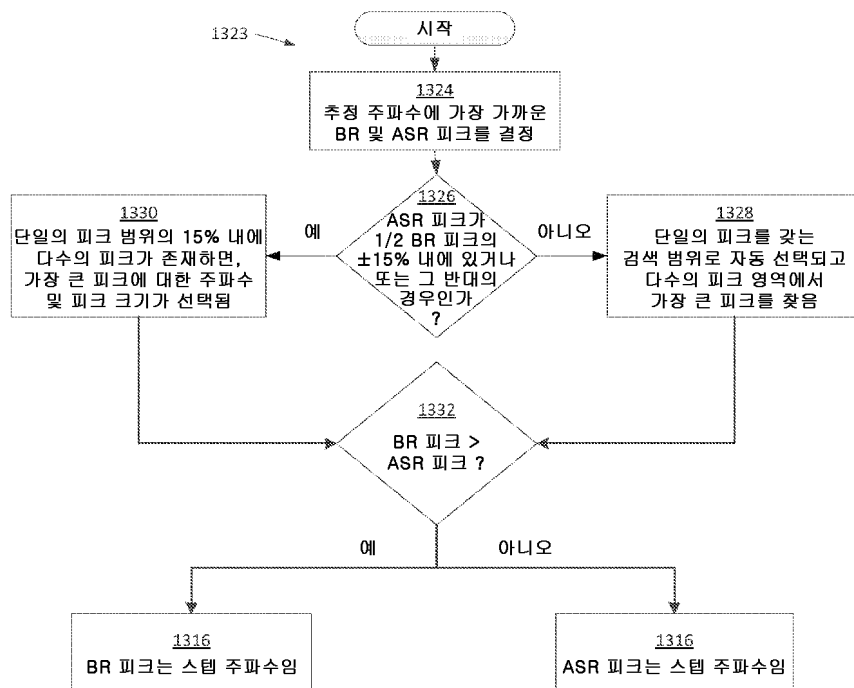 1323
시작
1324
추정 주파수에 가장 가까운
BR 및 ASR 피크를 결정
1326
ASR 피크가
1/2 BR 피크의
±15% 내에 있거나
또는 그 반대의
경우인가
?
예
아니오
1330
단일의 피크 범위의 15% 내에
다수의 피크가 존재하면,
가장 큰 피크에 대한 주파수
및 피크 크기가 선택됨
1328
단일의 피크를 갖는
검색 범위로 자동 선택되고
다수의 피크 영역에서
가장 큰 피크를 찾음
1332
BR 피크 >
ASR 피크 ?
예
아니오
1316
BR 피크는 스텝 주파수임
1316
ASR 피크는 스텝 주파수임